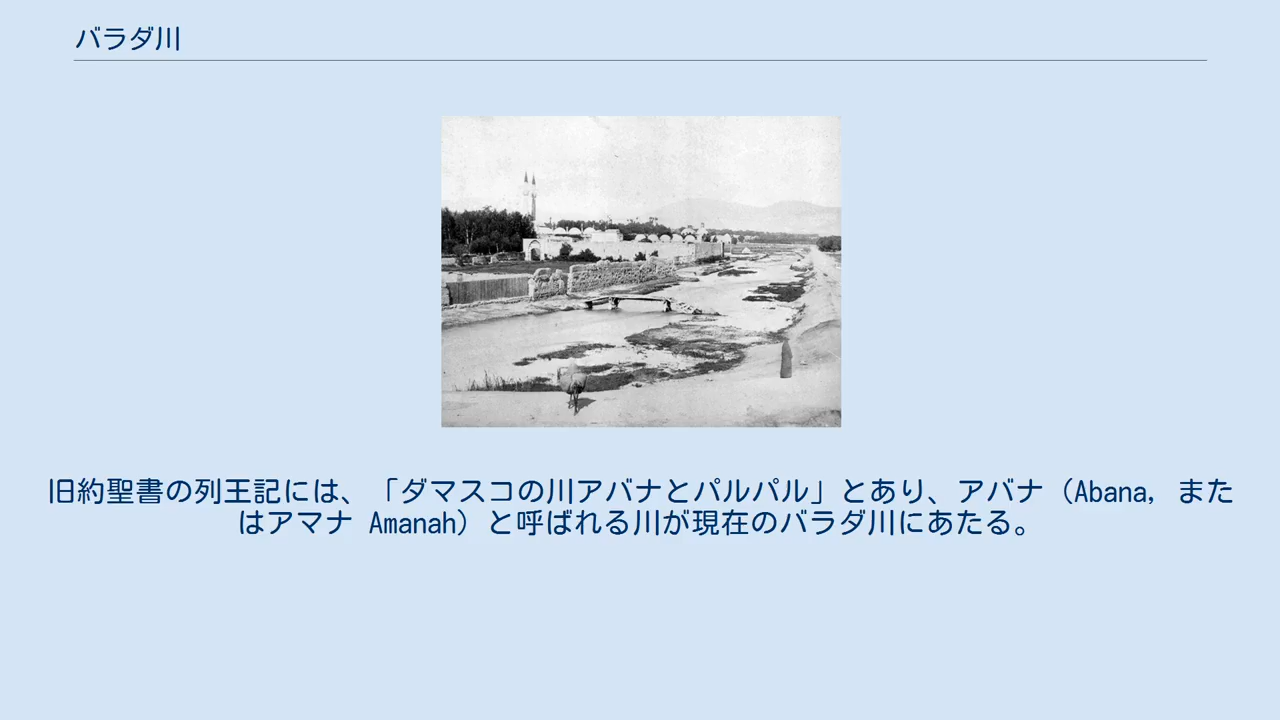 バラダ川
旧約聖書の列王記には、「ダマスコの川アバナとパルパル」とあり、アバナ（Abana, また
はアマナ Amanah）と呼ばれる川が現在のバラダ川にあたる。